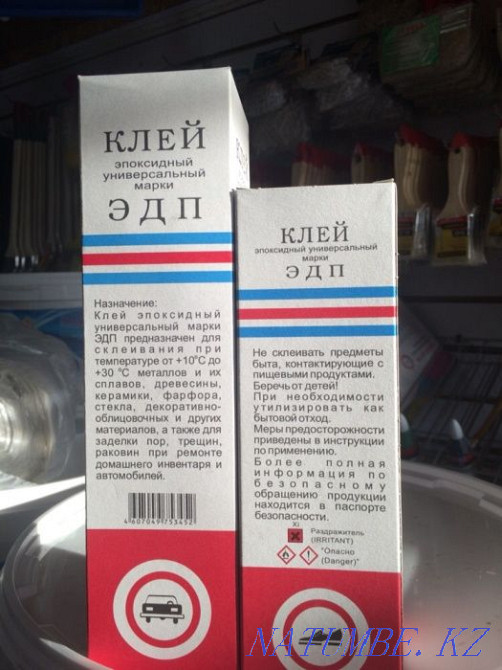 КЛЕЙ
эпоксидный
универсальный
марки
ЭДП
Назначение:
Клей эпоксидный
универсальный марки
ЭДП предназначен для
склеивания при
температуре от +10°С до
+30 °С металлов и их
сплавов, древесины,
керамики, фарфора,
стекла, декоративно-
облицовочных и других
материалов, а также для
заделки пор, трещин,
раковин при ремонте
домашнего инвентаря и
автомобилей.
4607049753452
КЛЕЙ
эпоксидный универсальный
марки
ЭДП
Не склеивать предметы
быта, контактирующие с
пищевыми продуктами.
Беречь от детей!
При необходимости
утилизировать как
бытовой отход.
Меры предосторожности
приведены в инструкции
по применению.
Более полная
информация по
безопасному
обращению продукции
находится в паспорте
безопасности.
Xi
Раздражитель
(IRRITANT)
"Опасно
(Danger)"
NATUMBE.KZ